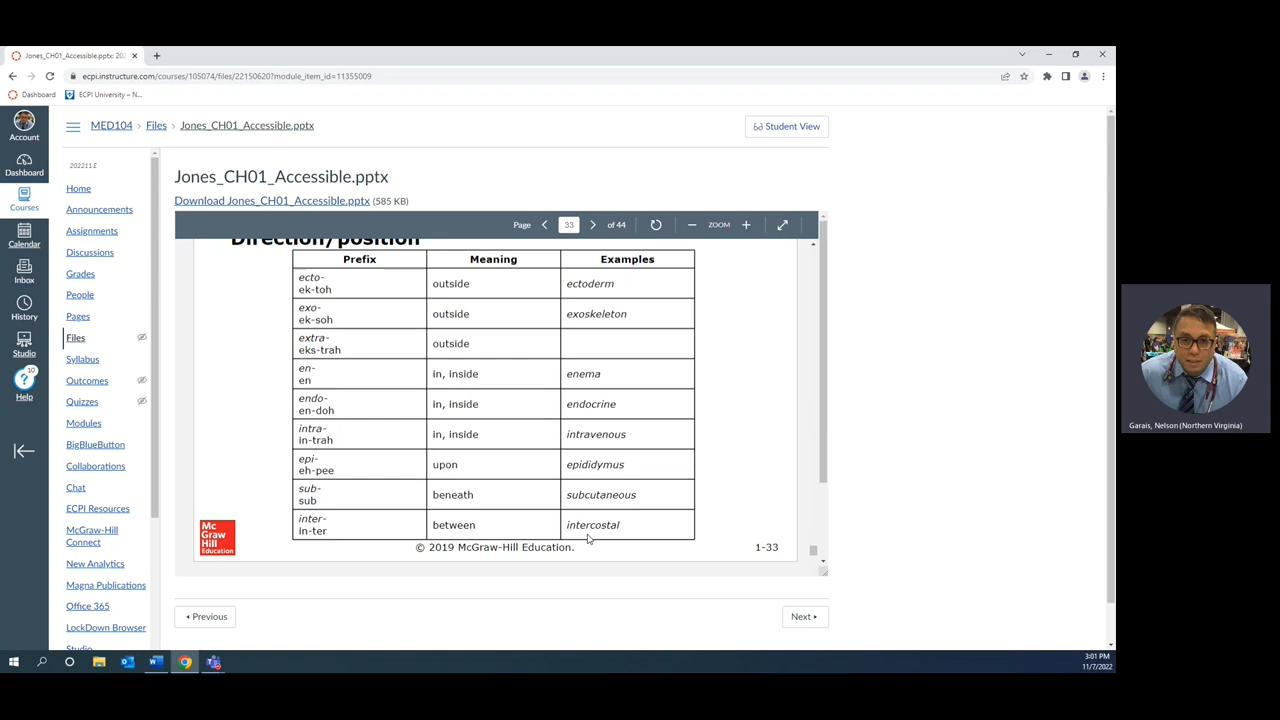 Jones_CH01_Accessible.pptx: 202
ecpi.instructure.com/courses/105074/files/22150620?module_item_id=11355009
Dashboard
ECPI University – N...
Account
Dashboard
Courses
Calendar
Inbox
History
Studio
10
Help
MED104 › Files › Jones_CH01_Accessible.pptx
Student View
202211 E
Home
Announcements
Assignments
Discussions
Grades
People
Pages
Files
Syllabus
Outcomes
Quizzes
Modules
BigBlueButton
Collaborations
Chat
ECPI Resources
McGraw-Hill
Connect
New Analytics
Magna Publications
Office 365
LockDown Browser
Studio
Jones_CH01_Accessible.pptx
Download Jones_CH01_Accessible.pptx (585 KB)
Page 33 of 44 ZOOM
Direction/position
Prefix Meaning Examples
ecto-
ek-toh outside ectoderm
exo-
ek-soh outside exoskeleton
extra-
eks-trah outside
en-
en in, inside enema
endo-
en-doh in, inside endocrine
intra-
in-trah in, inside intravenous
epi-
eh-pee upon epididymus
sub-
sub beneath subcutaneous
inter-
in-ter between intercostal
Mc
Graw
Hill
Education
© 2019 McGraw-Hill Education. 1-33
Previous
Next
Garais, Nelson (Northern Virginia)
3:01 PM
11/7/2022